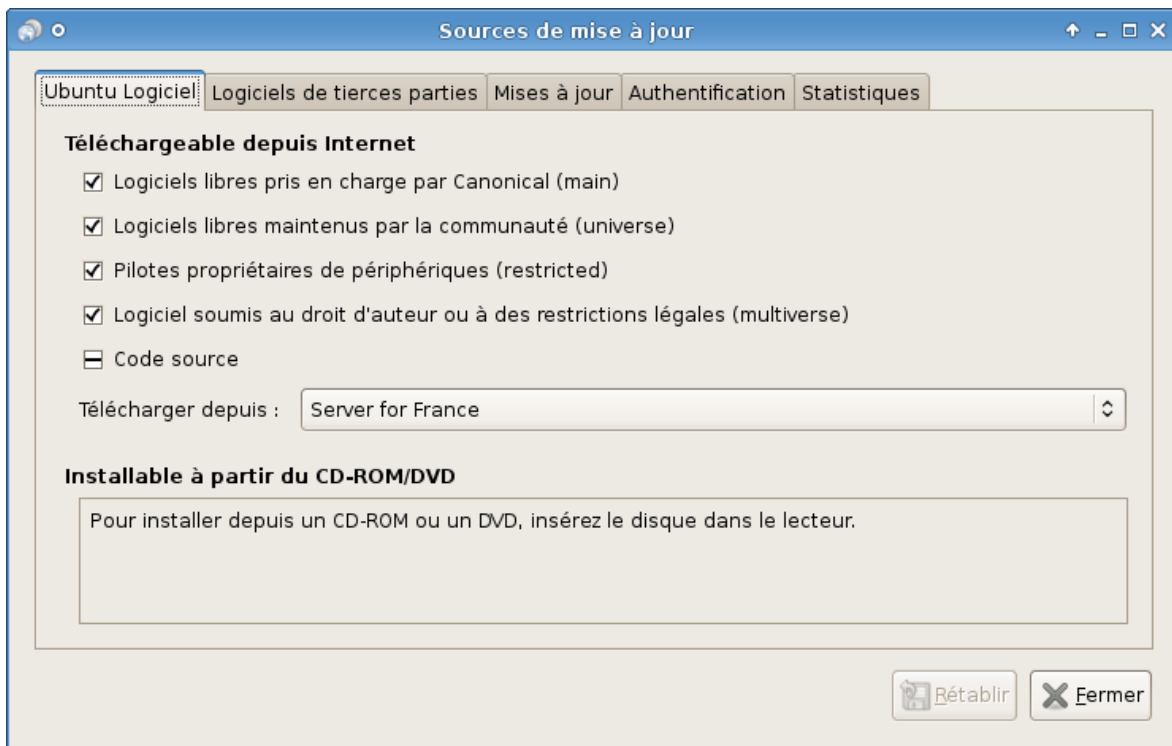 Sources de mise à jour
Ubuntu Logiciel
Logiciels de tierces parties
Mises à jour
Authentification
Statistiques
Téléchargeable depuis Internet
Logiciels libres pris en charge par Canonical (main)
Logiciels libres maintenus par la communauté (universe)
Pilotes propriétaires de périphériques (restricted)
Logiciel soumis au droit d'auteur ou à des restrictions légales (multiverse)
Code source
Télécharger depuis : Server for France
Installable à partir du CD-ROM/DVD
Pour installer depuis un CD-ROM ou un DVD, insérez le disque dans le lecteur.
Rétablir
Fermer